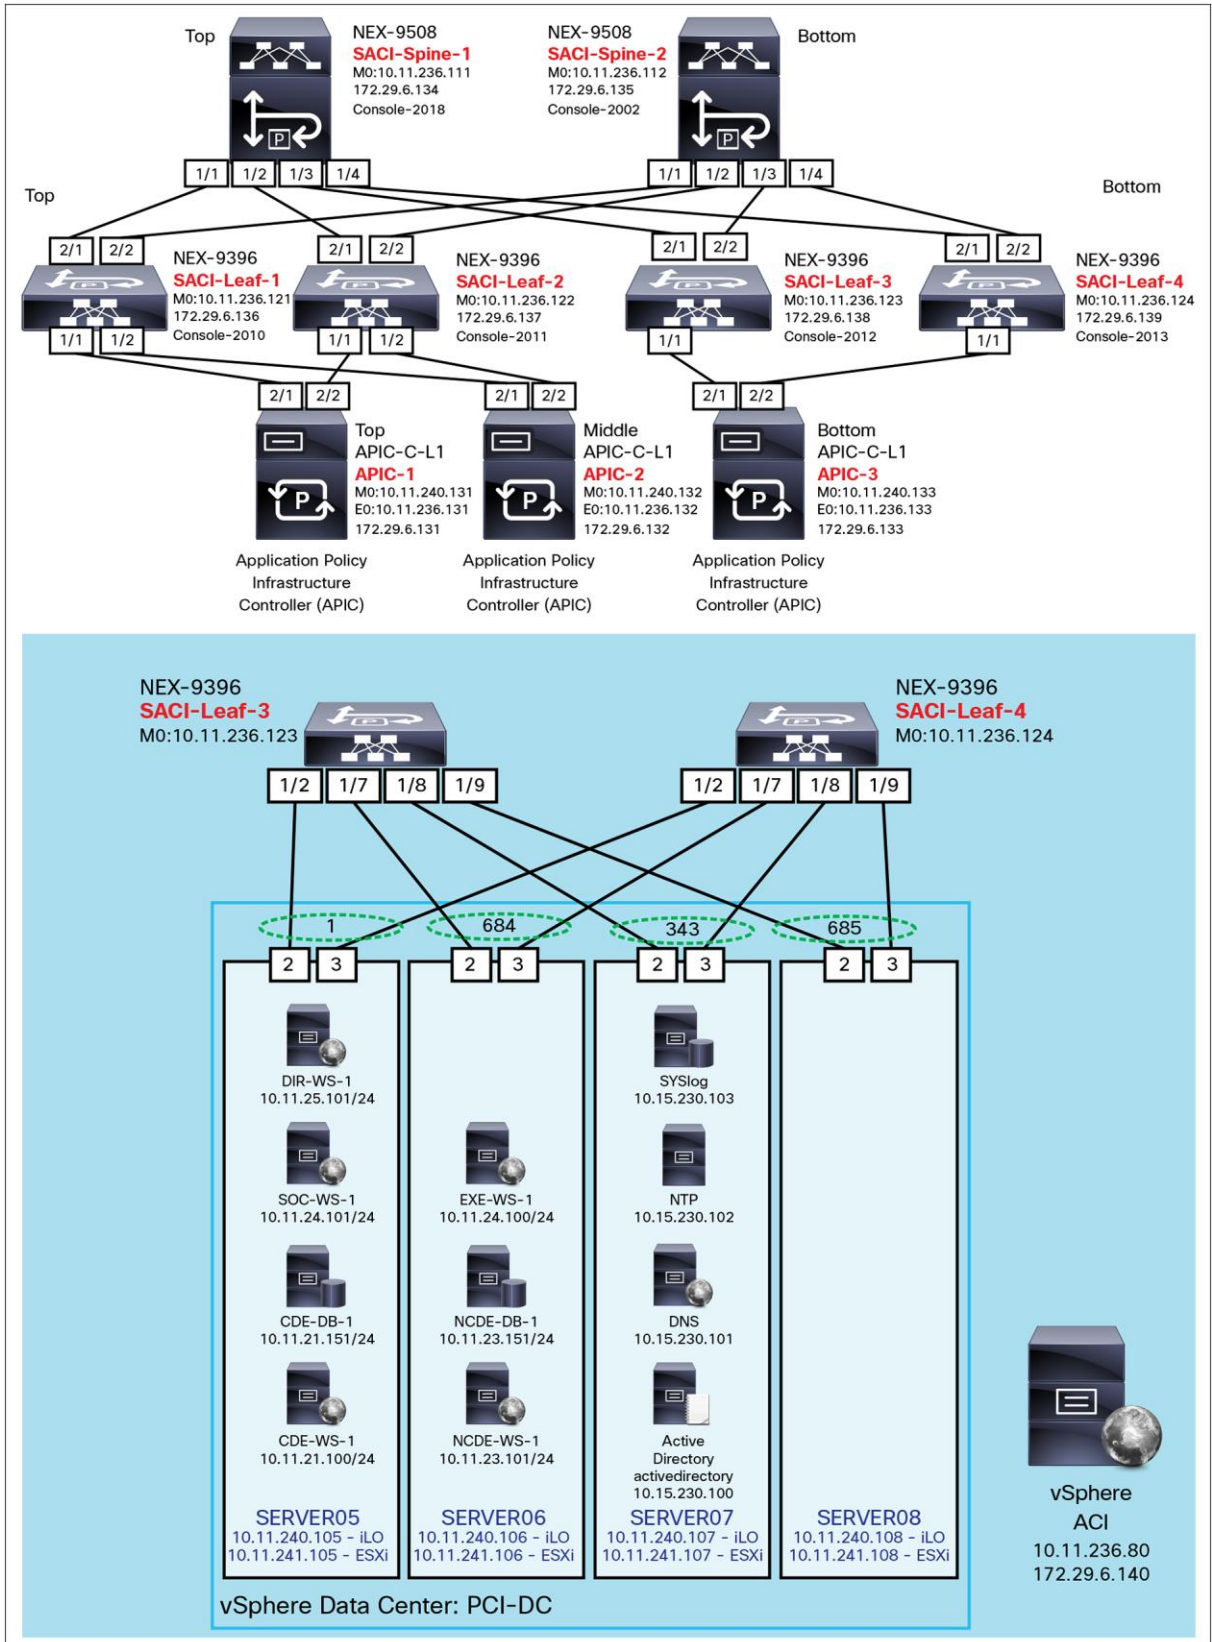 Top
NEX-9508
SACI-Spine-1
M0:10.11.236.111
172.29.6.134
Console-2018
NEX-9508
SACI-Spine-2
M0:10.11.236.112
172.29.6.135
Console-2002
Bottom
1/1 1/2 1/3 1/4
1/1 1/2 1/3 1/4
Top
Bottom
2/1 2/2
NEX-9396
SACI-Leaf-1
M0:10.11.236.121
172.29.6.136
Console-2010
1/1 1/2
2/1 2/2
NEX-9396
SACI-Leaf-2
M0:10.11.236.122
172.29.6.137
Console-2011
1/1 1/2
2/1 2/2
NEX-9396
SACI-Leaf-3
M0:10.11.236.123
172.29.6.138
Console-2012
1/1
2/1 2/2
NEX-9396
SACI-Leaf-4
M0:10.11.236.124
172.29.6.139
Console-2013
1/1
2/1 2/2
Top
APIC-C-L1
APIC-1
M0:10.11.240.131
E0:10.11.236.131
172.29.6.131
Application Policy
Infrastructure
Controller (APIC)
2/1 2/2
Middle
APIC-C-L1
APIC-2
M0:10.11.240.132
E0:10.11.236.132
172.29.6.132
Application Policy
Infrastructure
Controller (APIC)
2/1 2/2
Bottom
APIC-C-L1
APIC-3
M0:10.11.240.133
E0:10.11.236.133
172.29.6.133
Application Policy
Infrastructure
Controller (APIC)
P
P
P
P
P
P
P
P
P
NEX-9396
SACI-Leaf-3
M0:10.11.236.123
P
1/2 1/7 1/8 1/9
NEX-9396
SACI-Leaf-4
M0:10.11.236.124
P
1/2 1/7 1/8 1/9
1
684
343
685
2 3
2 3
2 3
2 3
DIR-WS-1
10.11.25.101/24
SOC-WS-1
10.11.24.101/24
CDE-DB-1
10.11.21.151/24
CDE-WS-1
10.11.21.100/24
SERVER05
10.11.240.105 - iLO
10.11.241.105 - ESXi
EXE-WS-1
10.11.24.100/24
NCDE-DB-1
10.11.23.151/24
NCDE-WS-1
10.11.23.101/24
SERVER06
10.11.240.106 - iLO
10.11.241.106 - ESXi
SYSlog
10.15.230.103
NTP
10.15.230.102
DNS
10.15.230.101
Active
Directory
activedirectory
10.15.230.100
SERVER07
10.11.240.107 - iLO
10.11.241.107 - ESXi
SERVER08
10.11.240.108 - iLO
10.11.241.108 - ESXi
vSphere Data Center: PCI-DC
vSphere
ACI
10.11.236.80
172.29.6.140